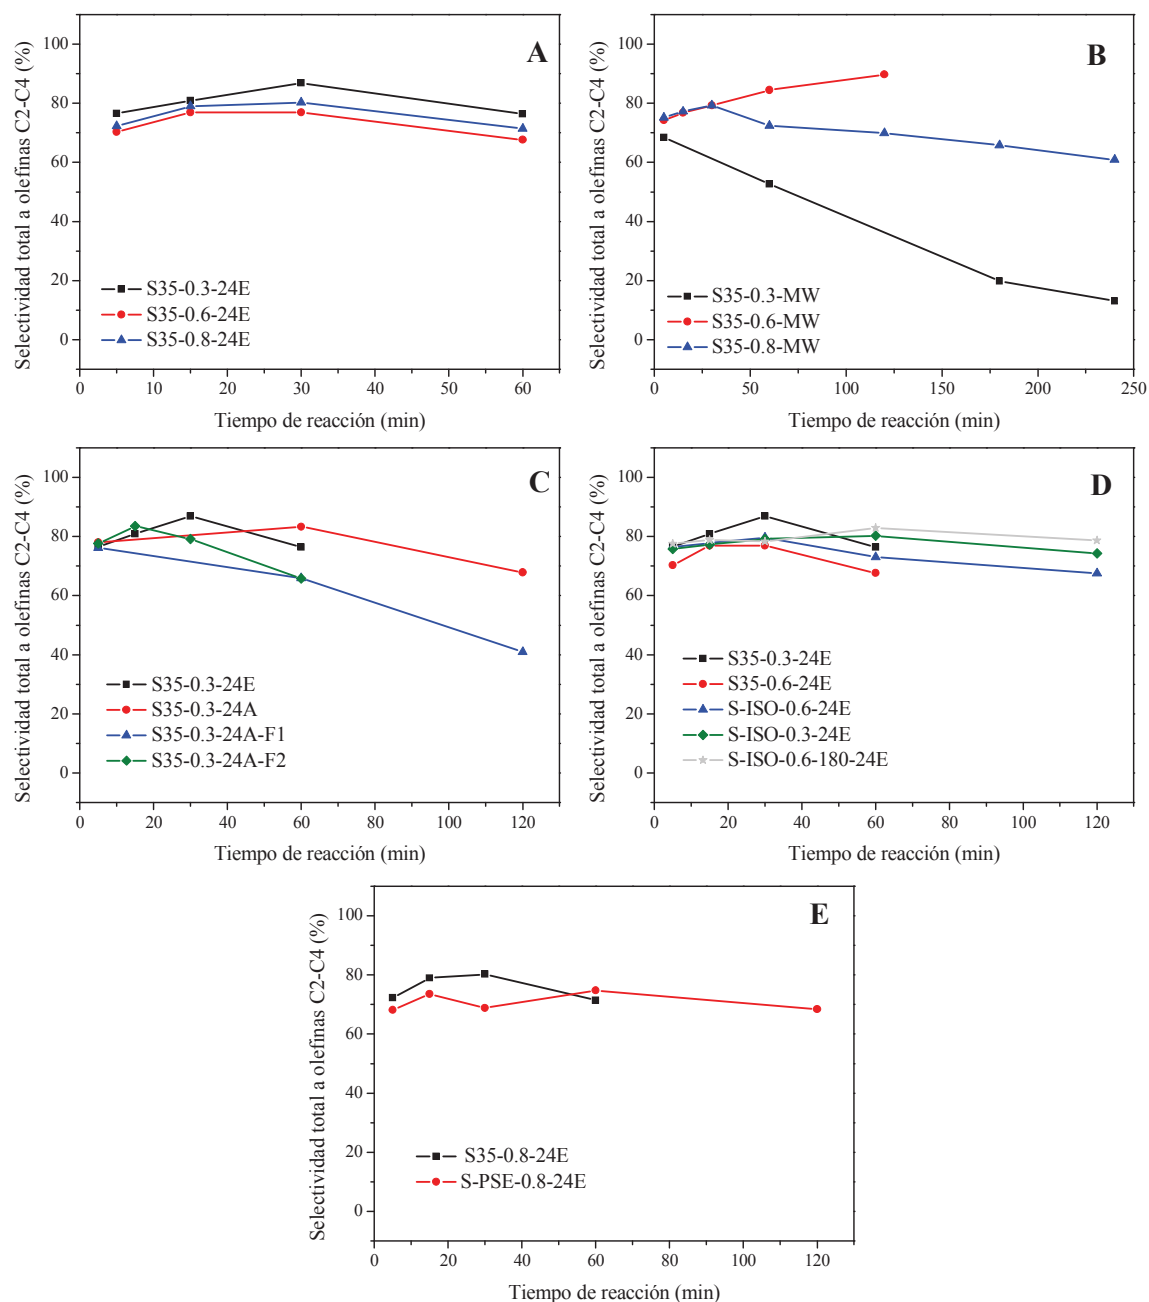 A
Selectividad total a olefinas C2-C4 (%)
100
80
60
40
20
0
S35-0.3-24E
S35-0.6-24E
S35-0.8-24E
0 10 20 30 40 50 60
Tiempo de reacción (min)
B
Selectividad total a olefinas C2-C4 (%)
100
80
60
40
20
0
S35-0.3-MW
S35-0.6-MW
S35-0.8-MW
0 50 100 150 200 250
Tiempo de reacción (min)
C
Selectividad total a olefinas C2-C4 (%)
100
80
60
40
20
0
S35-0.3-24E
S35-0.3-24A
S35-0.3-24A-F1
S35-0.3-24A-F2
0 20 40 60 80 100 120
Tiempo de reacción (min)
D
Selectividad total a olefinas C2-C4 (%)
100
80
60
40
20
0
S35-0.3-24E
S35-0.6-24E
S-ISO-0.6-24E
S-ISO-0.3-24E
S-ISO-0.6-180-24E
0 20 40 60 80 100 120
Tiempo de reacción (min)
E
Selectividad total a olefinas C2-C4 (%)
100
80
60
40
20
0
S35-0.8-24E
S-PSE-0.8-24E
0 20 40 60 80 100 120
Tiempo de reacción (min)